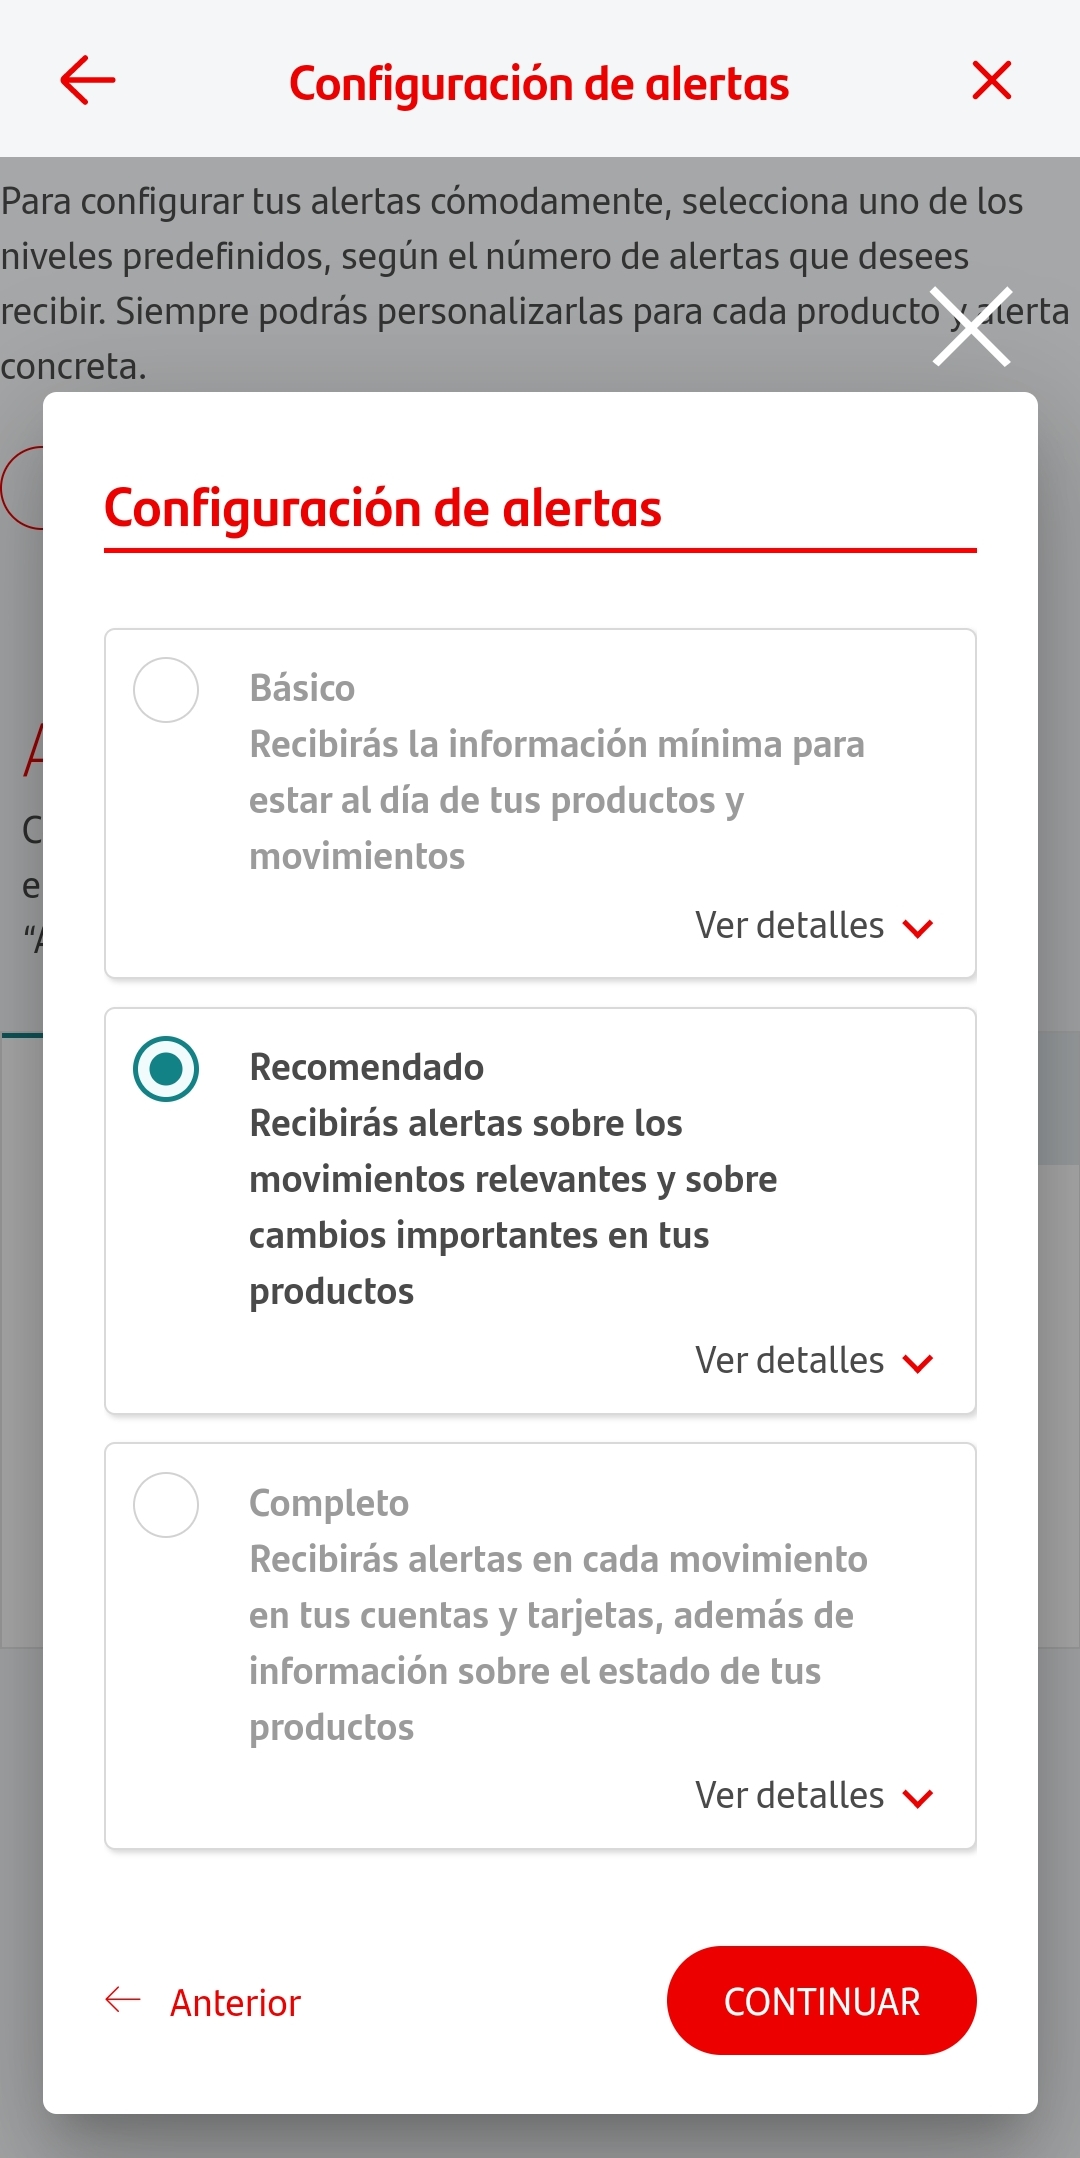 Configuración de alertas
Para configurar tus alertas cómodamente, selecciona uno de los
niveles predefinidos, según el número de alertas que desees
recibir. Siempre podrás personalizarlas para cada producto y alerta
concreta.
Configuración de alertas
Básico
Recibirás la información mínima para
estar al día de tus productos y
movimientos
Ver detalles
Recomendado
Recibirás alertas sobre los
movimientos relevantes y sobre
cambios importantes en tus
productos
Ver detalles
Completo
Recibirás alertas en cada movimiento
en tus cuentas y tarjetas, además de
información sobre el estado de tus
productos
Ver detalles
Anterior
CONTINUAR